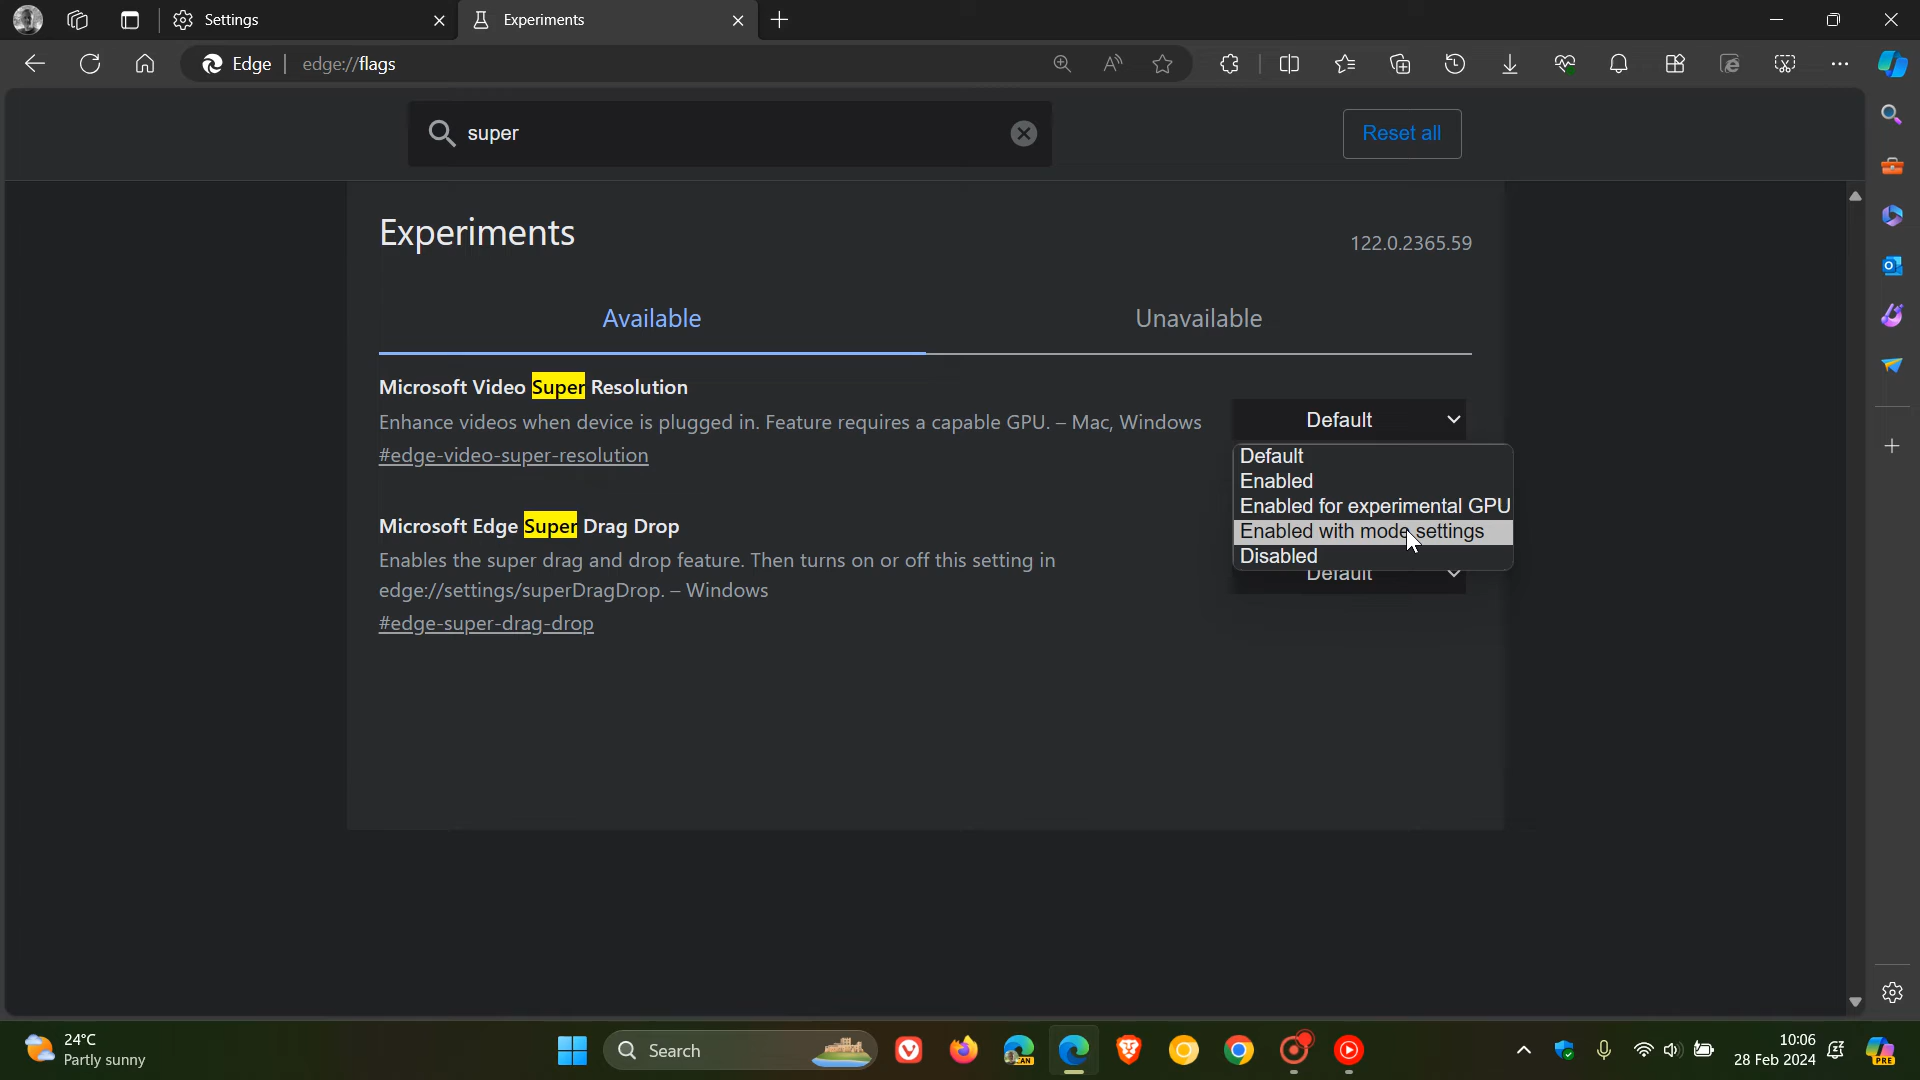 Settings
Experiments
Edge
edge://flags
super
Reset all
Experiments
122.0.2365.59
Available
Unavailable
Microsoft Video Super Resolution
Enhance videos when device is plugged in. Feature requires a capable GPU. – Mac, Windows
#edge-video-super-resolution
Default
Default
Enabled
Enabled for experimental GPU
Enabled with mode settings
Disabled
Microsoft Edge Super Drag Drop
Enables the super drag and drop feature. Then turns on or off this setting in
edge://settings/superDragDrop. – Windows
#edge-super-drag-drop
Default
24°C
Partly sunny
Search
CAN
10:06
28 Feb 2024
PRE